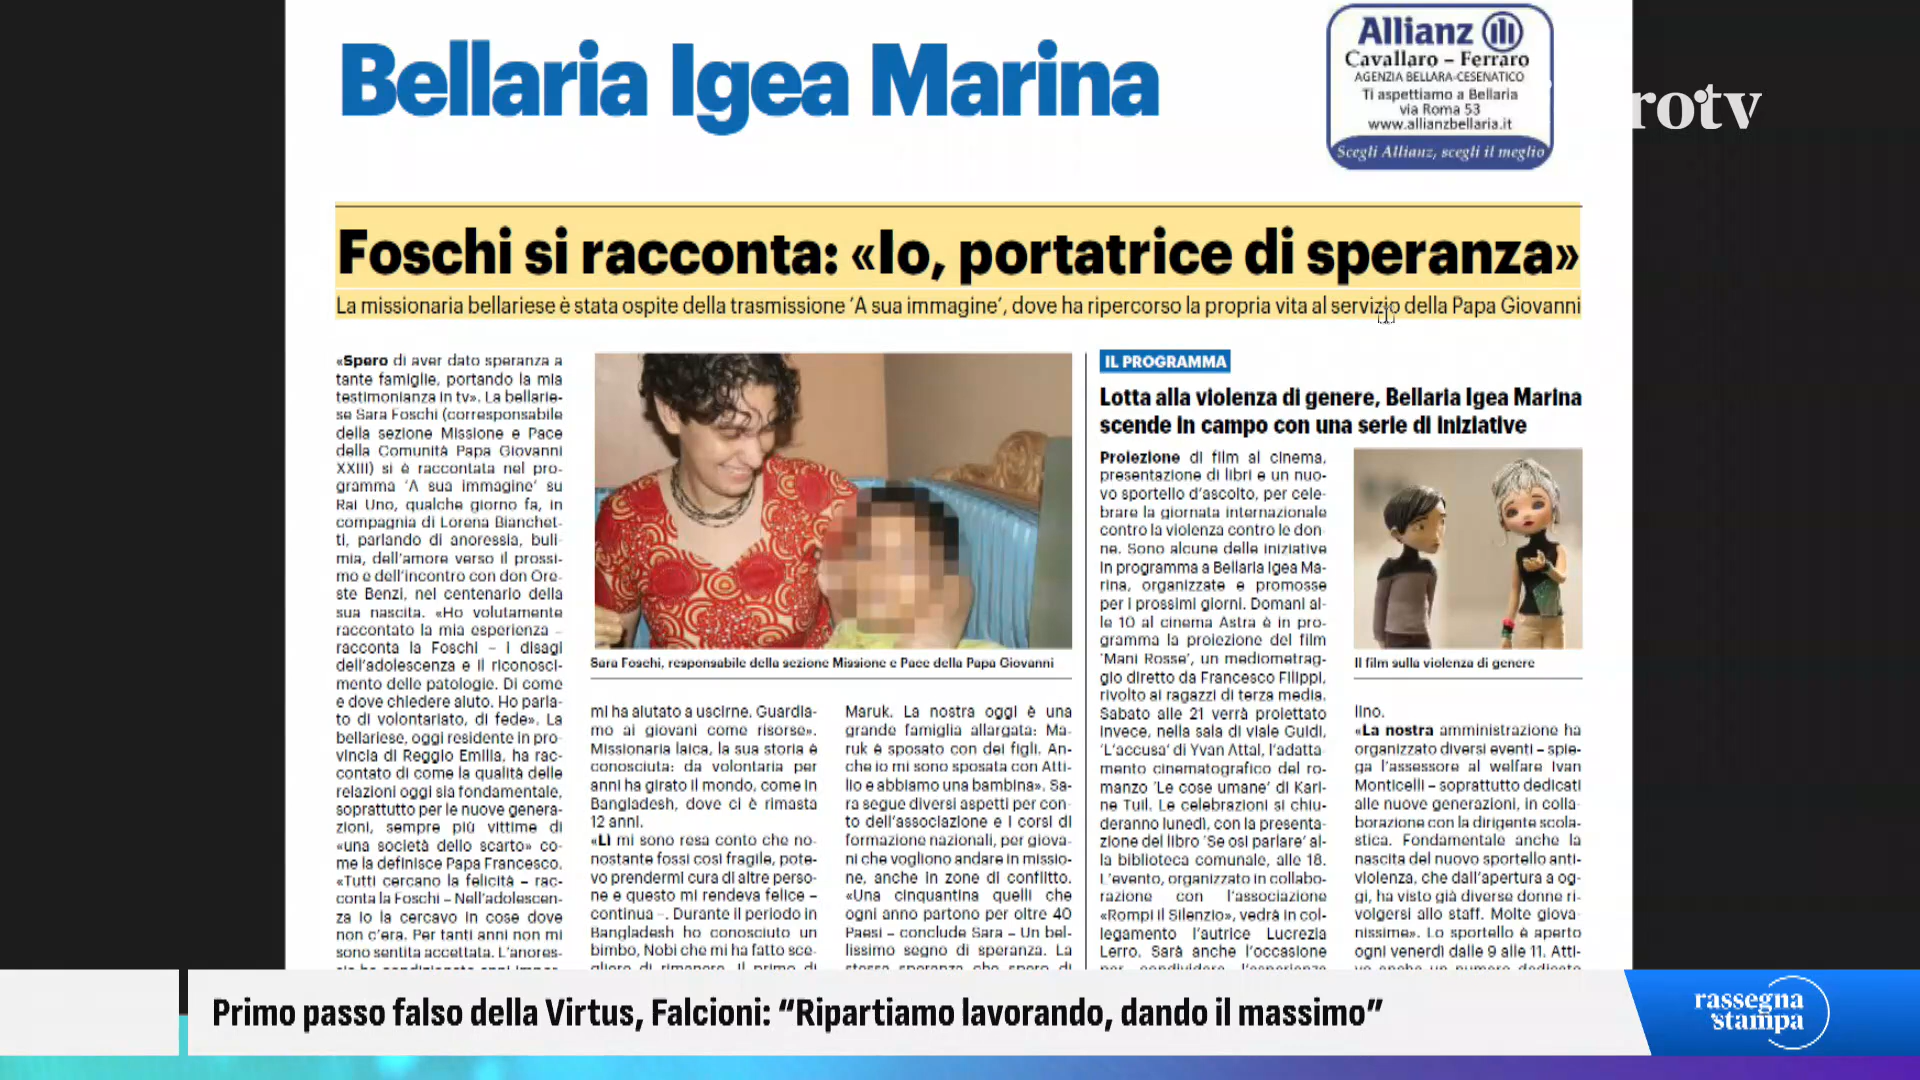 Bellaria Igea Marina
Allianz
Cavallaro – Ferraro
AGENZIA BELLARA-CESENATICO
Ti aspettiamo a Bellaria
via Roma 53
www.allianzbellaria.it
Scegli Allianz, scegli il meglio
rotv
Foschi si racconta: «Io, portatrice di speranza»
La missionaria bellariese è stata ospite della trasmissione ‘A sua immagine’, dove ha ripercorso la propria vita al servizio della Papa Giovanni
«Spero di aver dato speranza a
tante famiglie, portando la mia
testimonianza in tv». La bellarie-
se Sara Foschi (corresponsabile
della sezione Missione e Pace
della Comunità Papa Giovanni
XXIII) si è raccontata nel pro-
gramma ‘A sua immagine’ su
Rai Uno, qualche giorno fa, in
compagnia di Lorena Bianchet-
ti, parlando di anoressia, buli-
mia, dell’amore verso il prossi-
mo e dell’incontro con don Ore-
ste Benzi, nel centenario della
sua nascita. «Ho volutamente
raccontato la mia esperienza –
racconta la Foschi – i disagi
dell’adolescenza e il riconosci-
mento delle patologie. Di come
e dove chiedere aiuto. Ho parla-
to di volontariato, di fede». La
bellariese, oggi residente in pro-
vincia di Reggio Emilia, ha rac-
contato di come la qualità delle
relazioni oggi sia fondamentale,
soprattutto per le nuove genera-
zioni, sempre più vittime di
«una società dello scarto» co-
me la definisce Papa Francesco.
«Tutti cercano la felicità – rac-
conta la Foschi – Nell’adolescen-
za io la cercavo in cose dove
non c’era. Per tanti anni non mi
sono sentita accettata. L’anores-
Sara Foschi, responsabile della sezione Missione e Pace della Papa Giovanni
mi ha aiutato a uscirne. Guardia-
mo ai giovani come risorse».
Missionaria laica, la sua storia è
conosciuta: da volontaria per
anni ha girato il mondo, come in
Bangladesh, dove ci è rimasta
12 anni.
«Lì mi sono resa conto che no-
nostante fossi così fragile, pote-
vo prendermi cura di altre perso-
ne e questo mi rendeva felice –
continua –. Durante il periodo in
Bangladesh ho conosciuto un
bimbo, Nobi che mi ha fatto sce-
gliere di rimanere. Il primo di
Maruk. La nostra oggi è una
grande famiglia allargata: Ma-
ruk è sposato con dei figli. An-
che io mi sono sposata con Atti-
lio e abbiamo una bambina». Sa-
ra segue diversi aspetti per con-
to dell’associazione e i corsi di
formazione nazionali, per giova-
ni che vogliono andare in missio-
ne, anche in zone di conflitto.
«Una cinquantina quelli che
ogni anno partono per oltre 40
Paesi – conclude Sara – Un bel-
lissimo segno di speranza. La
stessa speranza che spero di
IL PROGRAMMA
Lotta alla violenza di genere, Bellaria Igea Marina
scende in campo con una serie di iniziative
Proiezione di film al cinema,
presentazione di libri e un nuo-
vo sportello d’ascolto, per cele-
brare la giornata internazionale
contro la violenza contro le don-
ne. Sono alcune delle iniziative
in programma a Bellaria Igea Ma-
rina, organizzate e promosse
per i prossimi giorni. Domani al-
le 10 al cinema Astra è in pro-
gramma la proiezione del film
‘Mani Rosse’, un mediometrag-
gio diretto da Francesco Filippi,
rivolto ai ragazzi di terza media.
Sabato alle 21 verrà proiettato
invece, nella sala di viale Guidi,
‘L’accusa’ di Yvan Attal, l’adatta-
mento cinematografico del ro-
manzo ‘Le cose umane’ di Kari-
ne Tuil. Le celebrazioni si chiu-
deranno lunedì, con la presenta-
zione del libro ‘Se osi parlare’ al-
la biblioteca comunale, alle 18.
L’evento, organizzato in collabo-
razione con l’associazione
«Rompi il Silenzio», vedrà in col-
legamento l’autrice Lucrezia
Lerro. Sarà anche l’occasione
per condividere l’esperienza
Il film sulla violenza di genere
lino.
«La nostra amministrazione ha
organizzato diversi eventi – spie-
ga l’assessore al welfare Ivan
Monticelli – soprattutto dedicati
alle nuove generazioni, in colla-
borazione con la dirigente scola-
stica. Fondamentale anche la
nascita del nuovo sportello anti-
violenza, che dall’apertura a og-
gi, ha visto già diverse donne ri-
volgersi allo staff. Molte giova-
nissime». Lo sportello è aperto
ogni venerdì dalle 9 alle 11. Atti-
vo anche un numero dedicato
Primo passo falso della Virtus, Falcioni: “Ripartiamo lavorando, dando il massimo”
rassegna
stampa